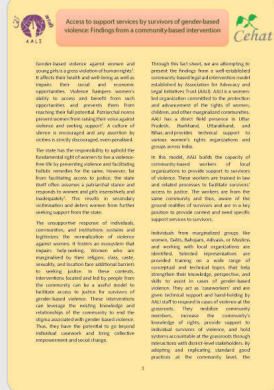 Access to support services by survivors of gender-based
violence: Findings from a community-based intervention
AALI
Cehat
Gender-based violence against women and
young girls is a gross violation of human rights¹.
It affects their health and well-being as well as
impairs their social and economic
opportunities. Violence hampers women's
ability to access and benefit from such
opportunities and prevents them from
reaching their full potential. Rigid social norms
prevent women from raising their voice against
violence and seeking support². A culture of
silence is encouraged and any assertion by
victims is strictly discouraged, even penalised.
The state has the responsibility to uphold the
fundamental right of women to live a violence-
free life by preventing violence and facilitating
holistic remedies for the same. However, far
from facilitating access to justice, the state
itself often assumes a patriarchal stance and
responds to women and girls insensitively and
inadequately³. This results in secondary
victimisation and deters women from further
seeking support from the state.
The unsupportive response of individuals,
communities, and institutions, sustains and
legitimizes the normalization of violence
against women. It fosters an ecosystem that
impairs help-seeking. Women who are
marginalised by their religion, class, caste,
sexuality, and location face additional barriers
to seeking justice. In these contexts,
interventions located and led by people from
the community can be a useful model to
facilitate access to justice for survivors of
gender-based violence. These interventions
can leverage the existing knowledge and
relationships of the community to end the
stigma associated with gender-based violence.
Thus, they have the potential to go beyond
individual casework and bring collective
empowerment and social change.
Through this fact sheet, we are attempting to
present the findings from a well-established
community-based legal aid intervention model
established by Association for Advocacy and
Legal Initiatives Trust (AALI). AALI is a women-
led organization committed to the protection
and advancement of the rights of women,
children, and other marginalized communities.
AALI has a direct field presence in Uttar
Pradesh, Jharkhand, Uttarakhand, and
Bihar, and provides technical support to
various women's rights organizations and
groups across India.
In this model, AALI builds the capacity of
community-based workers of local
organizations to provide support to survivors
of violence. These workers are trained in law
and related processes to facilitate survivors'
access to justice. The workers are from the
same community and thus, aware of the
ground realities of survivors and are in a key
position to provide context and need specific
support services to survivors.
Individuals from marginalized groups like
women, Dalits, Bahujans, Adivasis, or Muslims
and working with local organizations are
identified. Selected representatives are
provided training on a wide range of
conceptual and technical topics that help
strengthen their knowledge, perspective, and
skills to assist in cases of gender-based
violence. They act as 'caseworkers' and are
given technical support and hand-holding by
AALI staff to respond to cases of violence at the
grassroots. They mobilize community
members, increase the community's
knowledge of rights, provide support to
individual survivors of violence, and hold
systems accountable at the grassroots through
interactions with district-level stakeholders. By
adopting and replicating standard good
practices at the community level, the
1